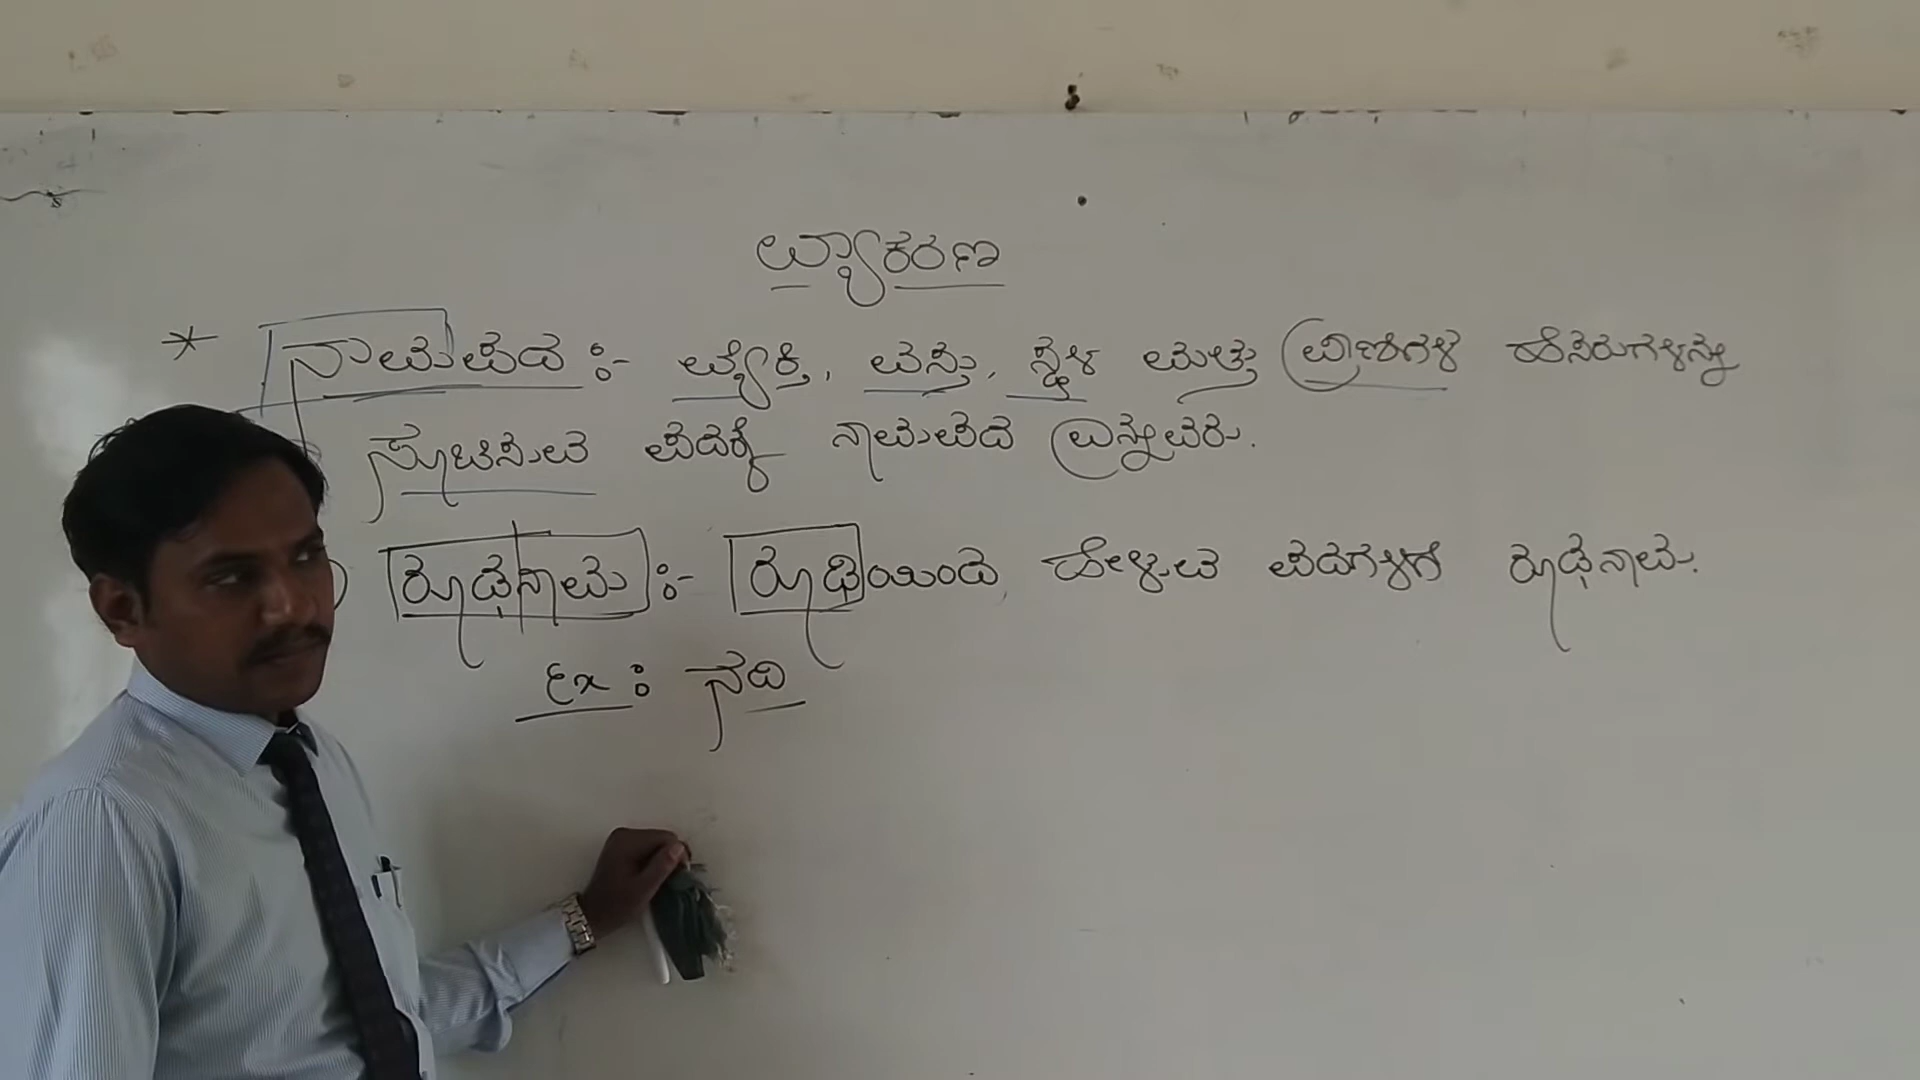 ವ್ಯಾಕರಣ
* ನಾಮಪದ :- ವ್ಯಕ್ತಿ, ವಸ್ತು, ಸ್ಥಳ ಮತ್ತು ಪ್ರಾಣಿಗಳ ಹೆಸರುಗಳನ್ನು
ಸೂಚಿಸುವ ಪದಕ್ಕೆ ನಾಮಪದ ಎನ್ನುವರು.
ರೂಢನಾಮ :- ರೂಢಿಯಿಂದ ಹೇಳುವ ಪದಗಳಿಗೆ ರೂಢನಾಮ.
Ex : ನದಿ